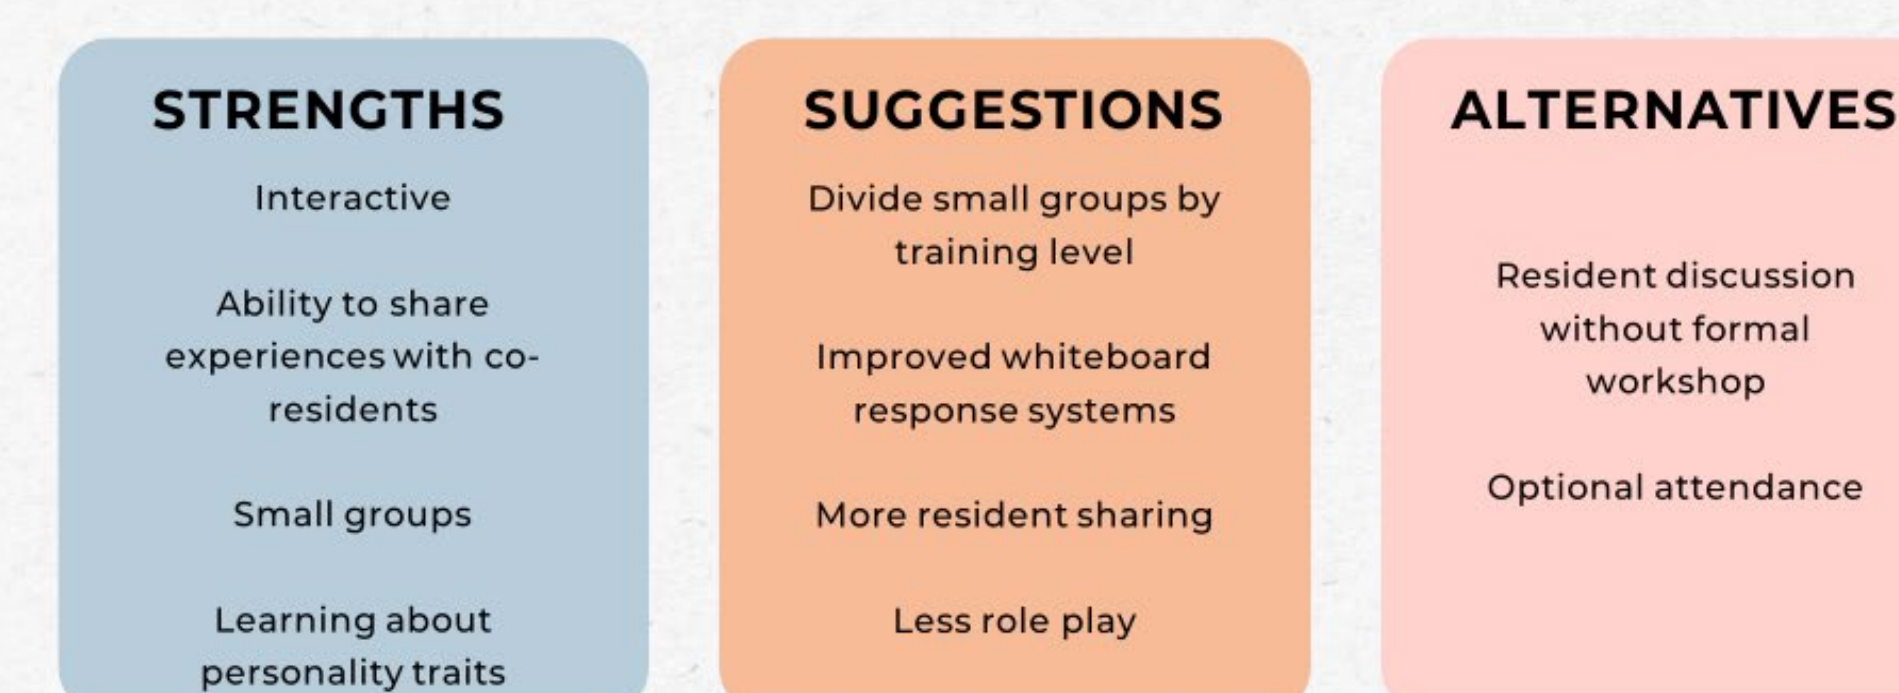 STRENGTHS
Interactive
Ability to share
experiences with co-
residents
Small groups
Learning about
personality traits
SUGGESTIONS
Divide small groups by
training level
Improved whiteboard
response systems
More resident sharing
Less role play
ALTERNATIVES
Resident discussion
without formal
workshop
Optional attendance